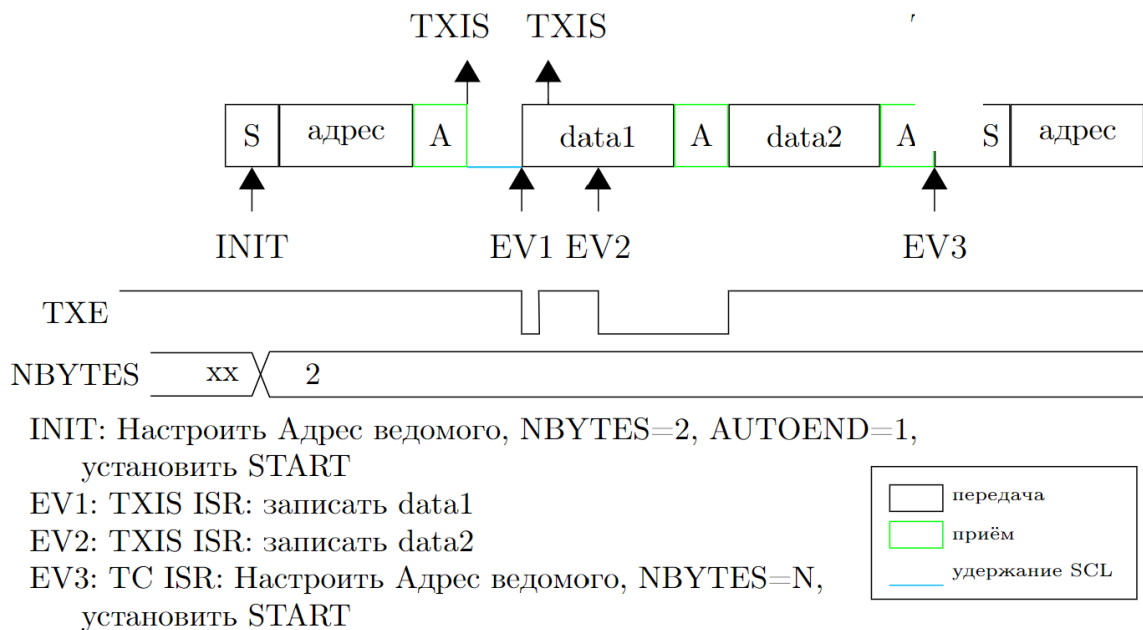 TXIS TXIS
S адрес A data1 A data2 A S адрес
INIT EV1 EV2 EV3
TXE
NBYTES xx 2
INIT: Настроить Адрес ведомого, NBYTES=2, AUTOEND=1,
установить START
EV1: TXIS ISR: записать data1
EV2: TXIS ISR: записать data2
EV3: TC ISR: Настроить Адрес ведомого, NBYTES=N,
установить START
передача
приём
удержание SCL